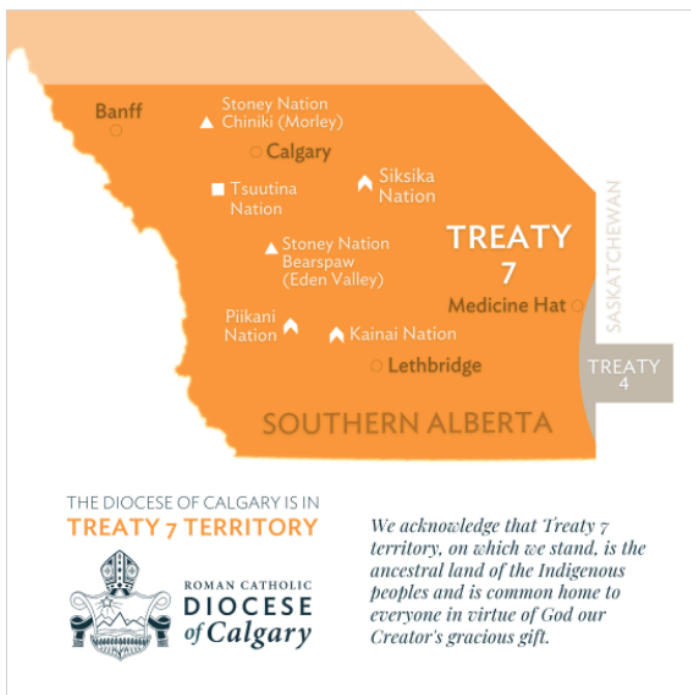 Banff
Stoney Nation
Chiniki (Morley)
Calgary
Tsuutina
Nation
Siksika
Nation
Stoney Nation
Bearspaw
(Eden Valley)
TREATY
7
Medicine Hat
SASKATCHEWAN
Piikani
Nation
Kainai Nation
Lethbridge
TREATY
4
SOUTHERN ALBERTA
THE DIOCESE OF CALGARY IS IN
TREATY 7 TERRITORY
ROMAN CATHOLIC
DIOCESE
of Calgary
We acknowledge that Treaty 7
territory, on which we stand, is the
ancestral land of the Indigenous
peoples and is common home to
everyone in virtue of God our
Creator's gracious gift.